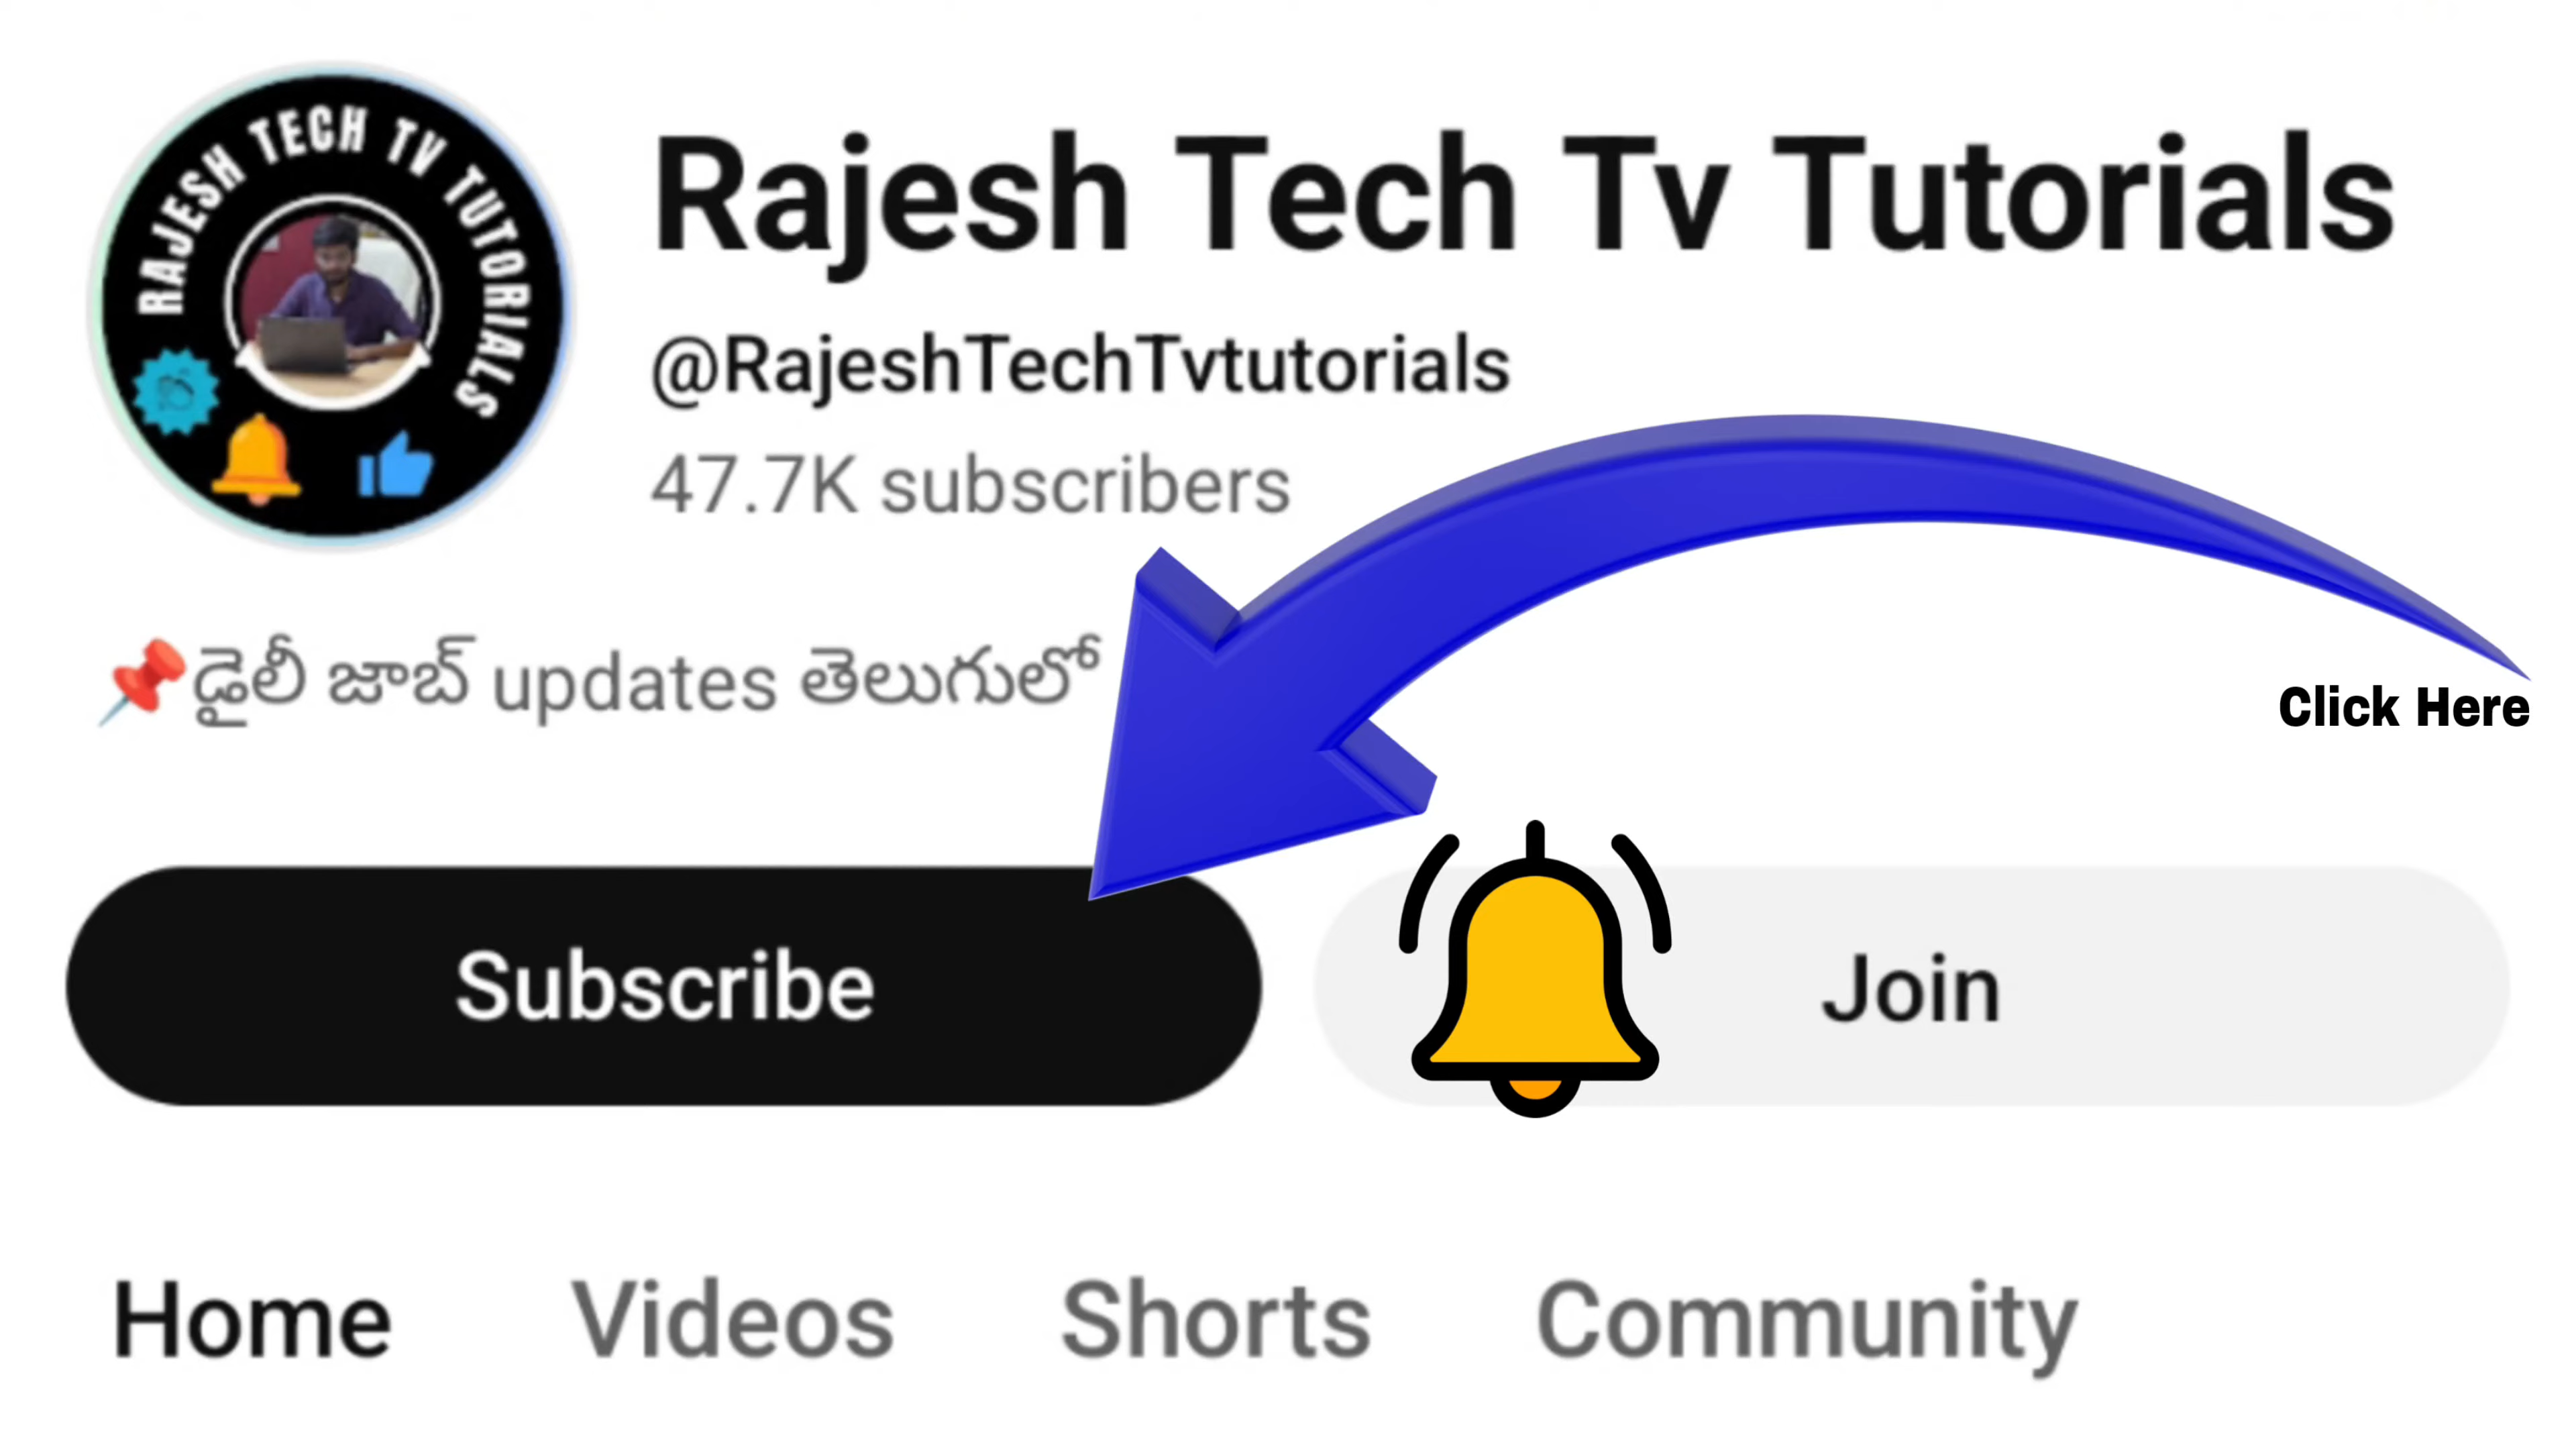 RAJESH TECH TV TUTORIALS
Rajesh Tech Tv Tutorials
@RajeshTechTvtutorials
47.7K subscribers
డైలీ జాబ్ updates తెలుగులో
Click Here
Subscribe
Join
Home Videos Shorts Community